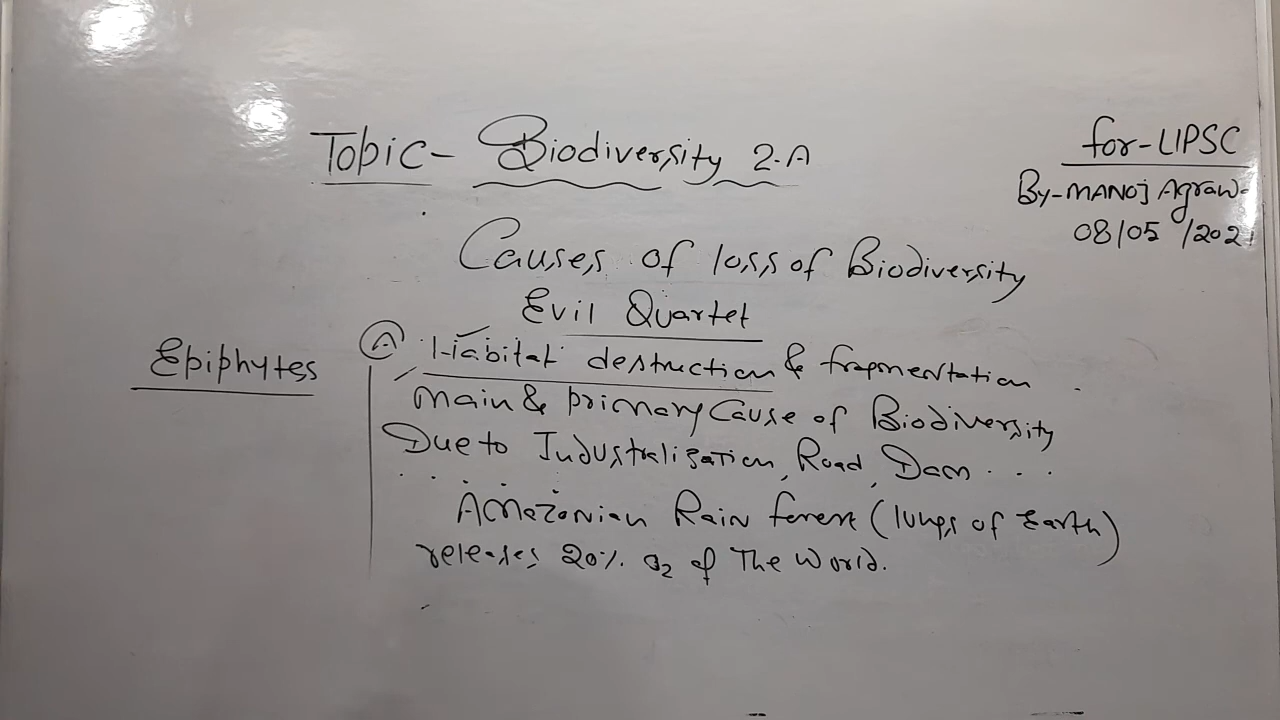 Topic- Biodiversity 2.A
for-LIPSC
By-MANOJ Agraw
08/05/202
Causes of loss of Biodiversity
Evil Quartet
Epiphytes
(A) Habitat destruction & fragmentation
Main & primary Cause of Biodiversity
Due to Industralisation, Road, Dam...
Amazonian Rain forest (lungs of Earth)
releases 20% O2 of The World.